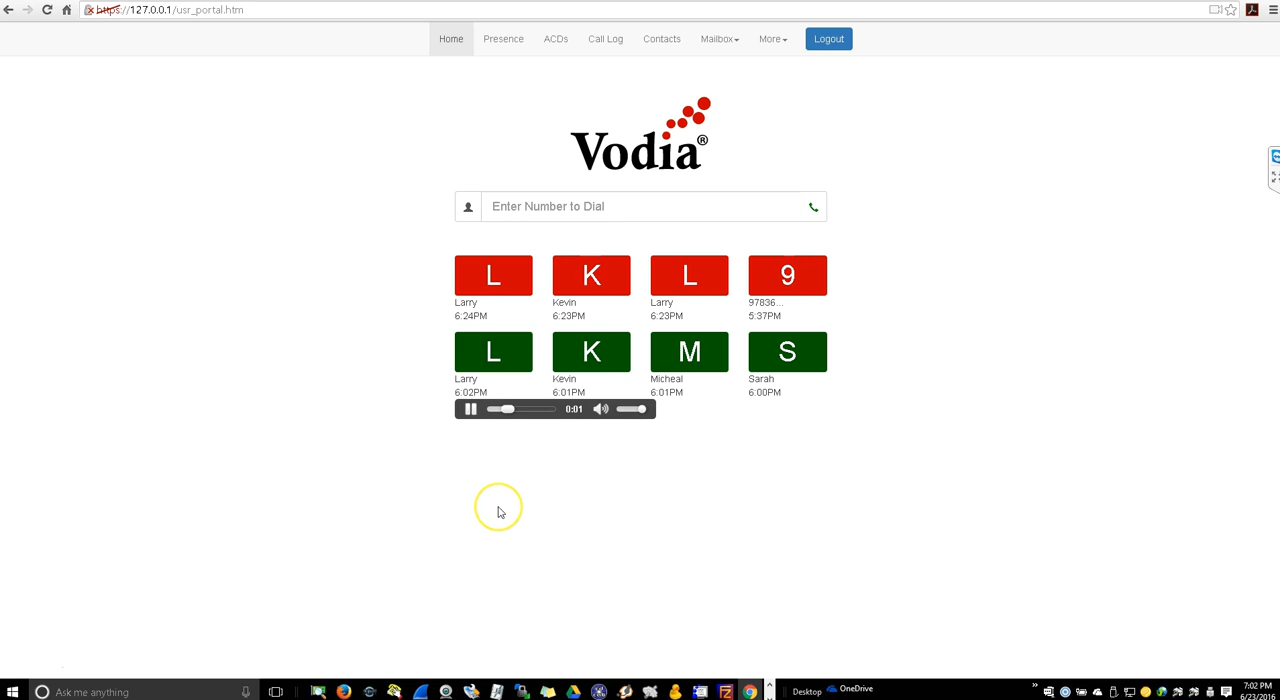 https://127.0.0.1/usr_portal.htm
Home Presence ACDs Call Log Contacts Mailbox More Logout
Vodia®
Enter Number to Dial
L K L 9
Larry Kevin Larry 97836...
6:24PM 6:23PM 6:23PM 5:37PM
L K M S
Larry Kevin Micheal Sarah
6:02PM 6:01PM 6:01PM 6:00PM
0:01
Ask me anything
Desktop OneDrive
7:02 PM
6/23/2016